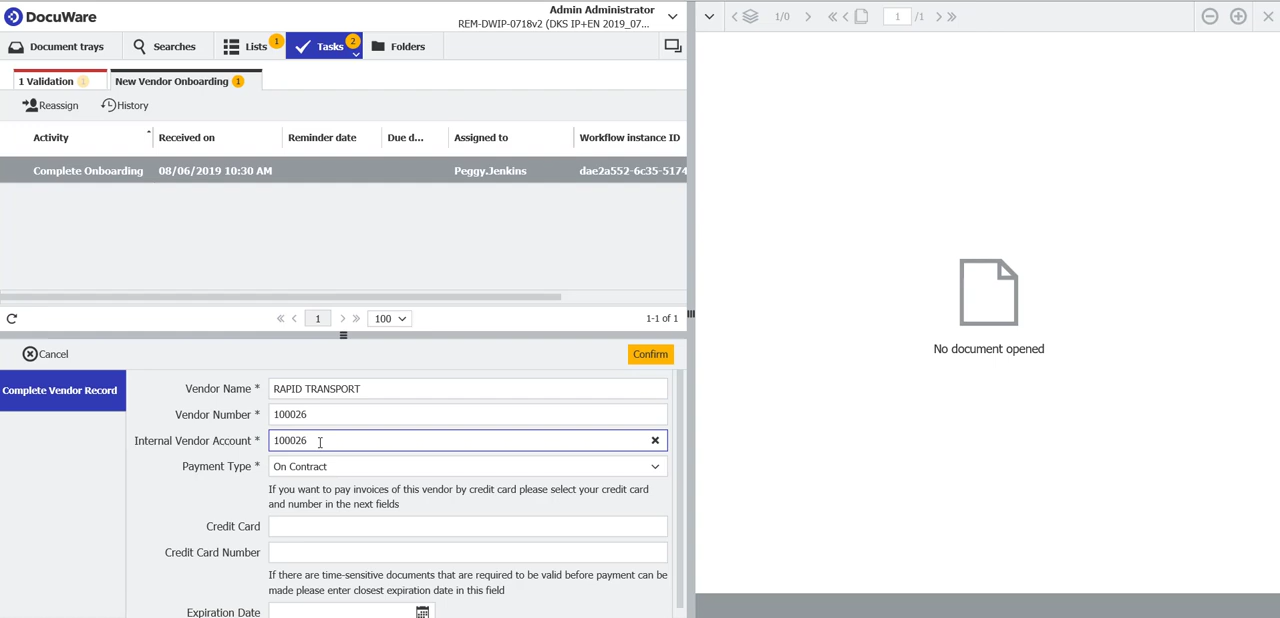 DocuWare
Admin Administrator
REM-DWIP-0718v2 (DKS IP+EN 2019_07...
Document trays
Searches
Lists 1
Tasks 2
Folders
1 Validation 1
New Vendor Onboarding 1
Reassign
History
Activity
Received on
Reminder date
Due d...
Assigned to
Workflow instance ID
Complete Onboarding
08/06/2019 10:30 AM
Peggy.Jenkins
dae2a552-6c35-5174
1
100
1-1 of 1
Cancel
Confirm
Complete Vendor Record
Vendor Name *
RAPID TRANSPORT
Vendor Number *
100026
Internal Vendor Account *
100026
Payment Type *
On Contract
If you want to pay invoices of this vendor by credit card please select your credit card
and number in the next fields
Credit Card
Credit Card Number
If there are time-sensitive documents that are required to be valid before payment can be
made please enter closest expiration date in this field
Expiration Date
1/0
1
/1
No document opened